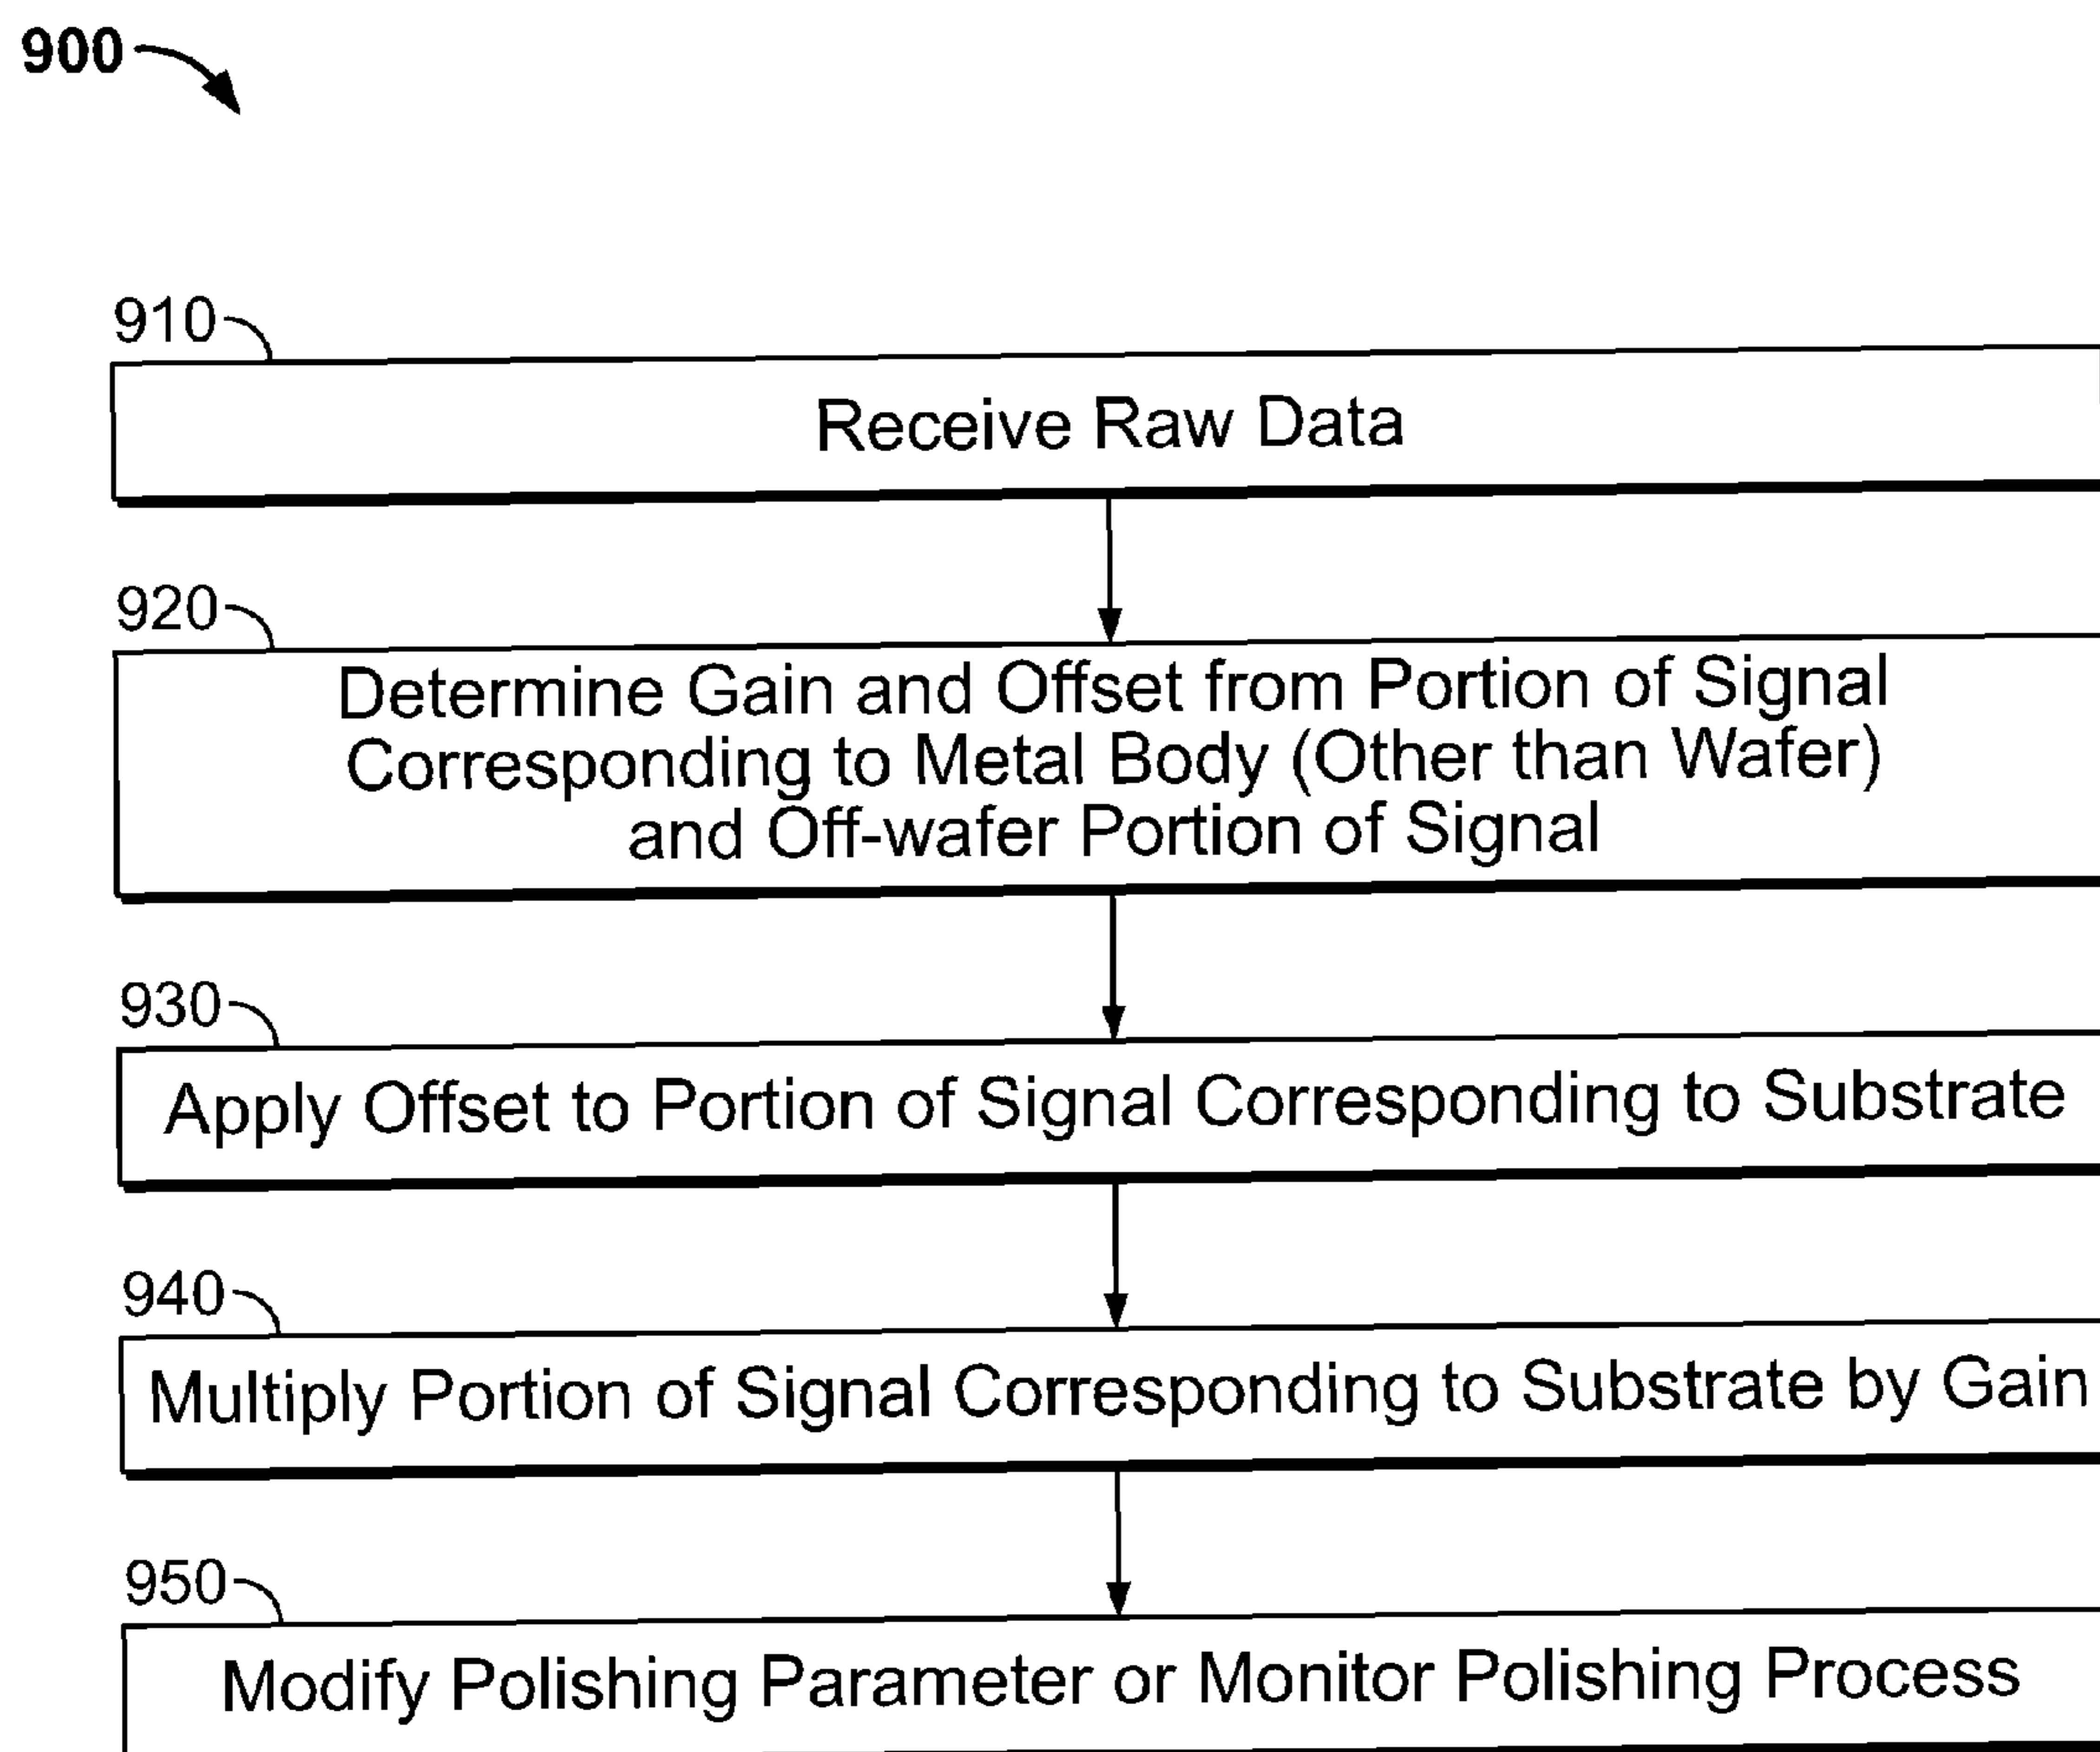 900
910
Receive Raw Data
920
Determine Gain and Offset from Portion of Signal
Corresponding to Metal Body (Other than Wafer)
and Off-wafer Portion of Signal
930
Apply Offset to Portion of Signal Corresponding to Substrate
940
Multiply Portion of Signal Corresponding to Substrate by Gain
950
Modify Polishing Parameter or Monitor Polishing Process